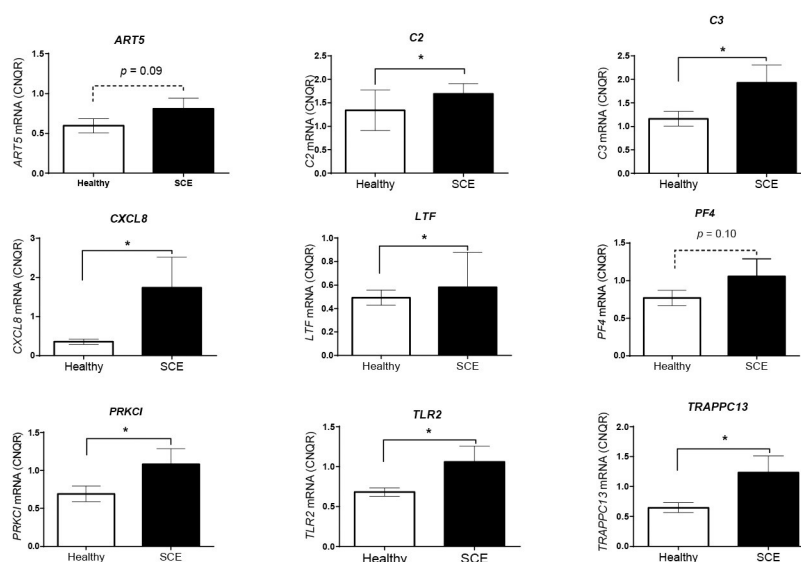 ART5
ART5 mRNA (CNQR)
1.5
1.0
0.5
0.0
p = 0.09
Healthy SCE
C2
C2 mRNA (CNQR)
2.5
2.0
1.5
1.0
0.5
0.0
*
Healthy SCE
C3
C3 mRNA (CNQR)
2.5
2.0
1.5
1.0
0.5
0.0
*
Healthy SCE
CXCL8
CXCL8 mRNA (CNQR)
3
2
1
0
*
Healthy SCE
LTF
LTF mRNA (CNQR)
1.0
0.8
0.6
0.4
0.2
0.0
*
Healthy SCE
PF4
PF4 mRNA (CNQR)
1.5
1.0
0.5
0.0
p = 0.10
Healthy SCE
PRKCI
PRKCI mRNA (CNQR)
1.5
1.0
0.5
0.0
*
Healthy SCE
TLR2
TLR2 mRNA (CNQR)
1.5
1.0
0.5
0.0
*
Healthy SCE
TRAPPC13
TRAPPC13 mRNA (CNQR)
2.0
1.5
1.0
0.5
0.0
*
Healthy SCE